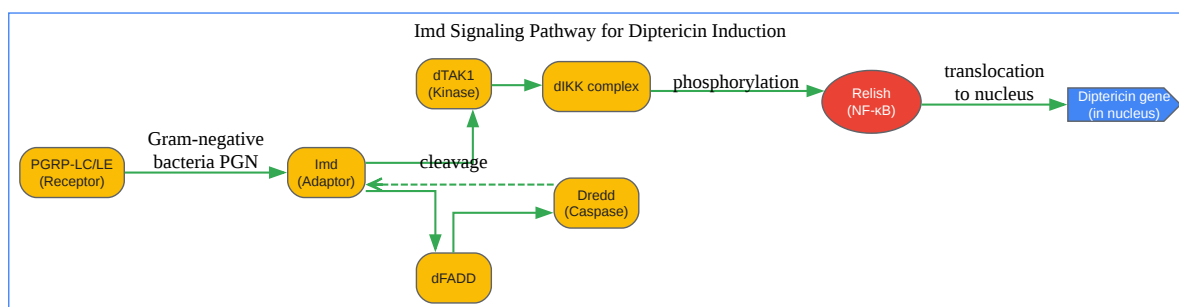 Imd Signaling Pathway for Diptericin Induction
dTAK1
(Kinase)
dIKK complex
phosphorylation
Relish
(NF-κB)
translocation
to nucleus
Diptericin gene
(in nucleus)
Gram-negative
bacteria PGN
PGRP-LC/LE
(Receptor)
Imd
(Adaptor)
cleavage
Dredd
(Caspase)
dFADD